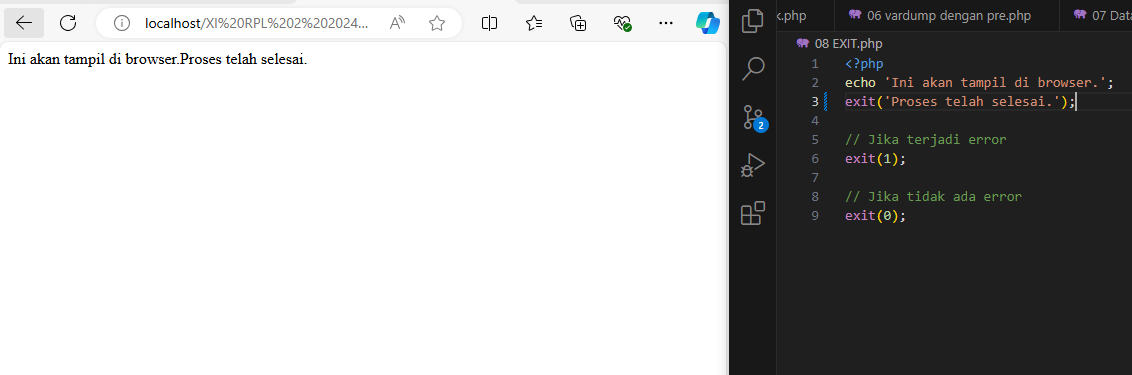 localhost/XI%20RPL%202%202024...
Ini akan tampil di browser.Proses telah selesai.
k.php
06 vardump dengan pre.php
07 Data
08 EXIT.php
1 <?php
2 echo 'Ini akan tampil di browser.';
3 exit('Proses telah selesai.');
4
5 // Jika terjadi error
6 exit(1);
7
8 // Jika tidak ada error
9 exit(0);
2